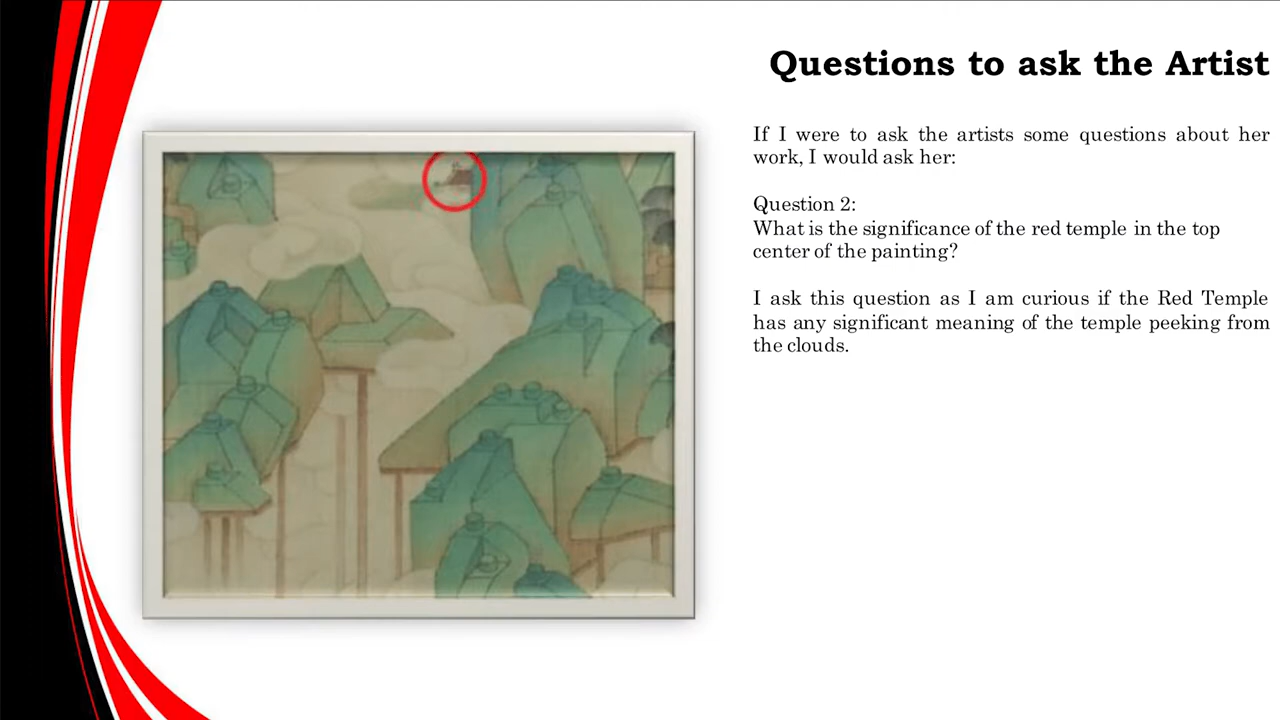 Questions to ask the Artist
If I were to ask the artists some questions about her
work, I would ask her:
Question 2:
What is the significance of the red temple in the top
center of the painting?
I ask this question as I am curious if the Red Temple
has any significant meaning of the temple peeking from
the clouds.